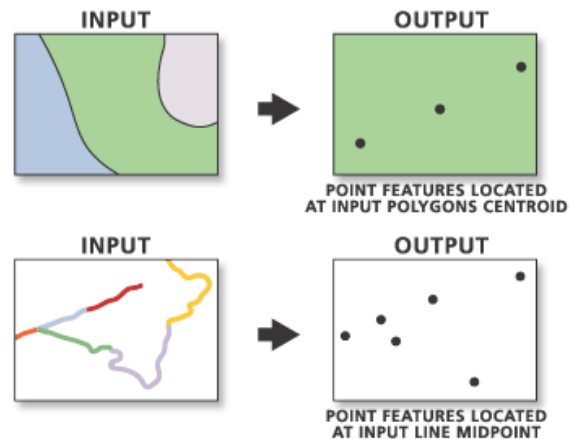 INPUT
OUTPUT
POINT FEATURES LOCATED
AT INPUT POLYGONS CENTROID
INPUT
OUTPUT
POINT FEATURES LOCATED
AT INPUT LINE MIDPOINT